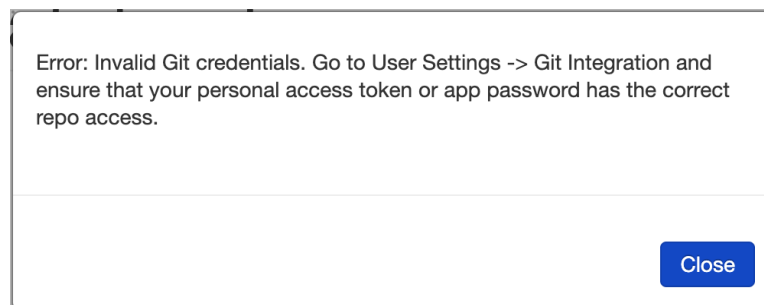 Error: Invalid Git credentials. Go to User Settings -> Git Integration and
ensure that your personal access token or app password has the correct
repo access.
Close